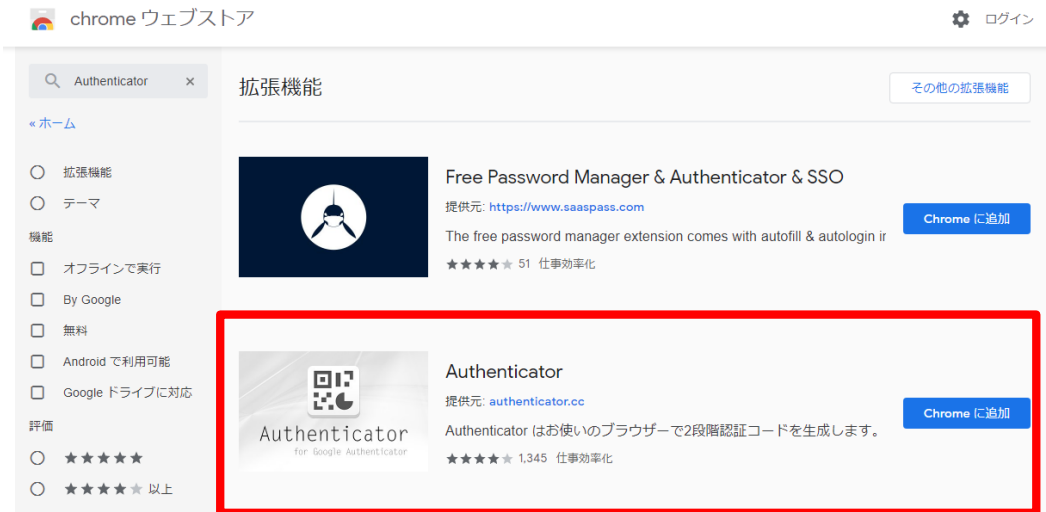 chrome ウェブストア
ログイン
Authenticator ×
«ホーム
拡張機能
テーマ
機能
オフラインで実行
By Google
無料
Android で利用可能
Google ドライブに対応
評価
★★★★★
★★★★★ 以上
拡張機能
その他の拡張機能
Free Password Manager & Authenticator & SSO
提供元: https://www.saaspass.com
The free password manager extension comes with autofill & autologin in
★★★★★ 51 仕事効率化
Chrome に追加
Authenticator
for Google Authenticator
Authenticator
提供元: authenticator.cc
Authenticator はお使いのブラウザーで2段階認証コードを生成します。
★★★★★ 1,345 仕事効率化
Chrome に追加